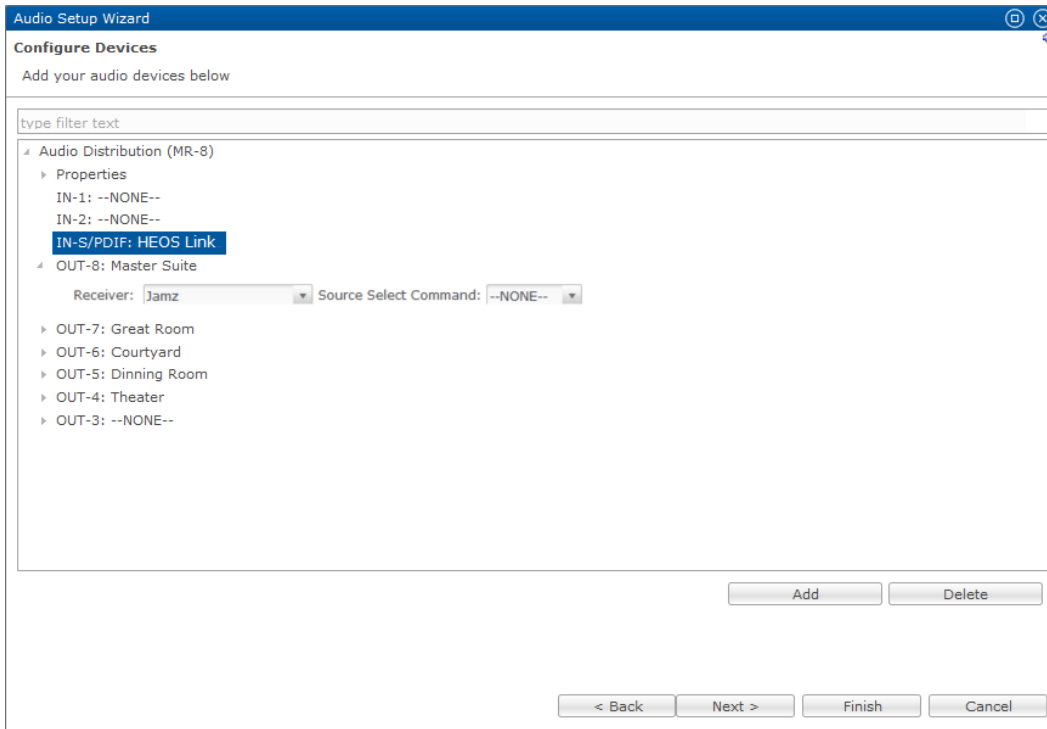 Audio Setup Wizard
Configure Devices
Add your audio devices below
type filter text
Audio Distribution (MR-8)
Properties
IN-1: --NONE--
IN-2: --NONE--
IN-S/PDIF: HEOS Link
OUT-8: Master Suite
Receiver: Jamz Source Select Command: --NONE--
OUT-7: Great Room
OUT-6: Courtyard
OUT-5: Dinning Room
OUT-4: Theater
OUT-3: --NONE--
Add Delete
< Back Next > Finish Cancel